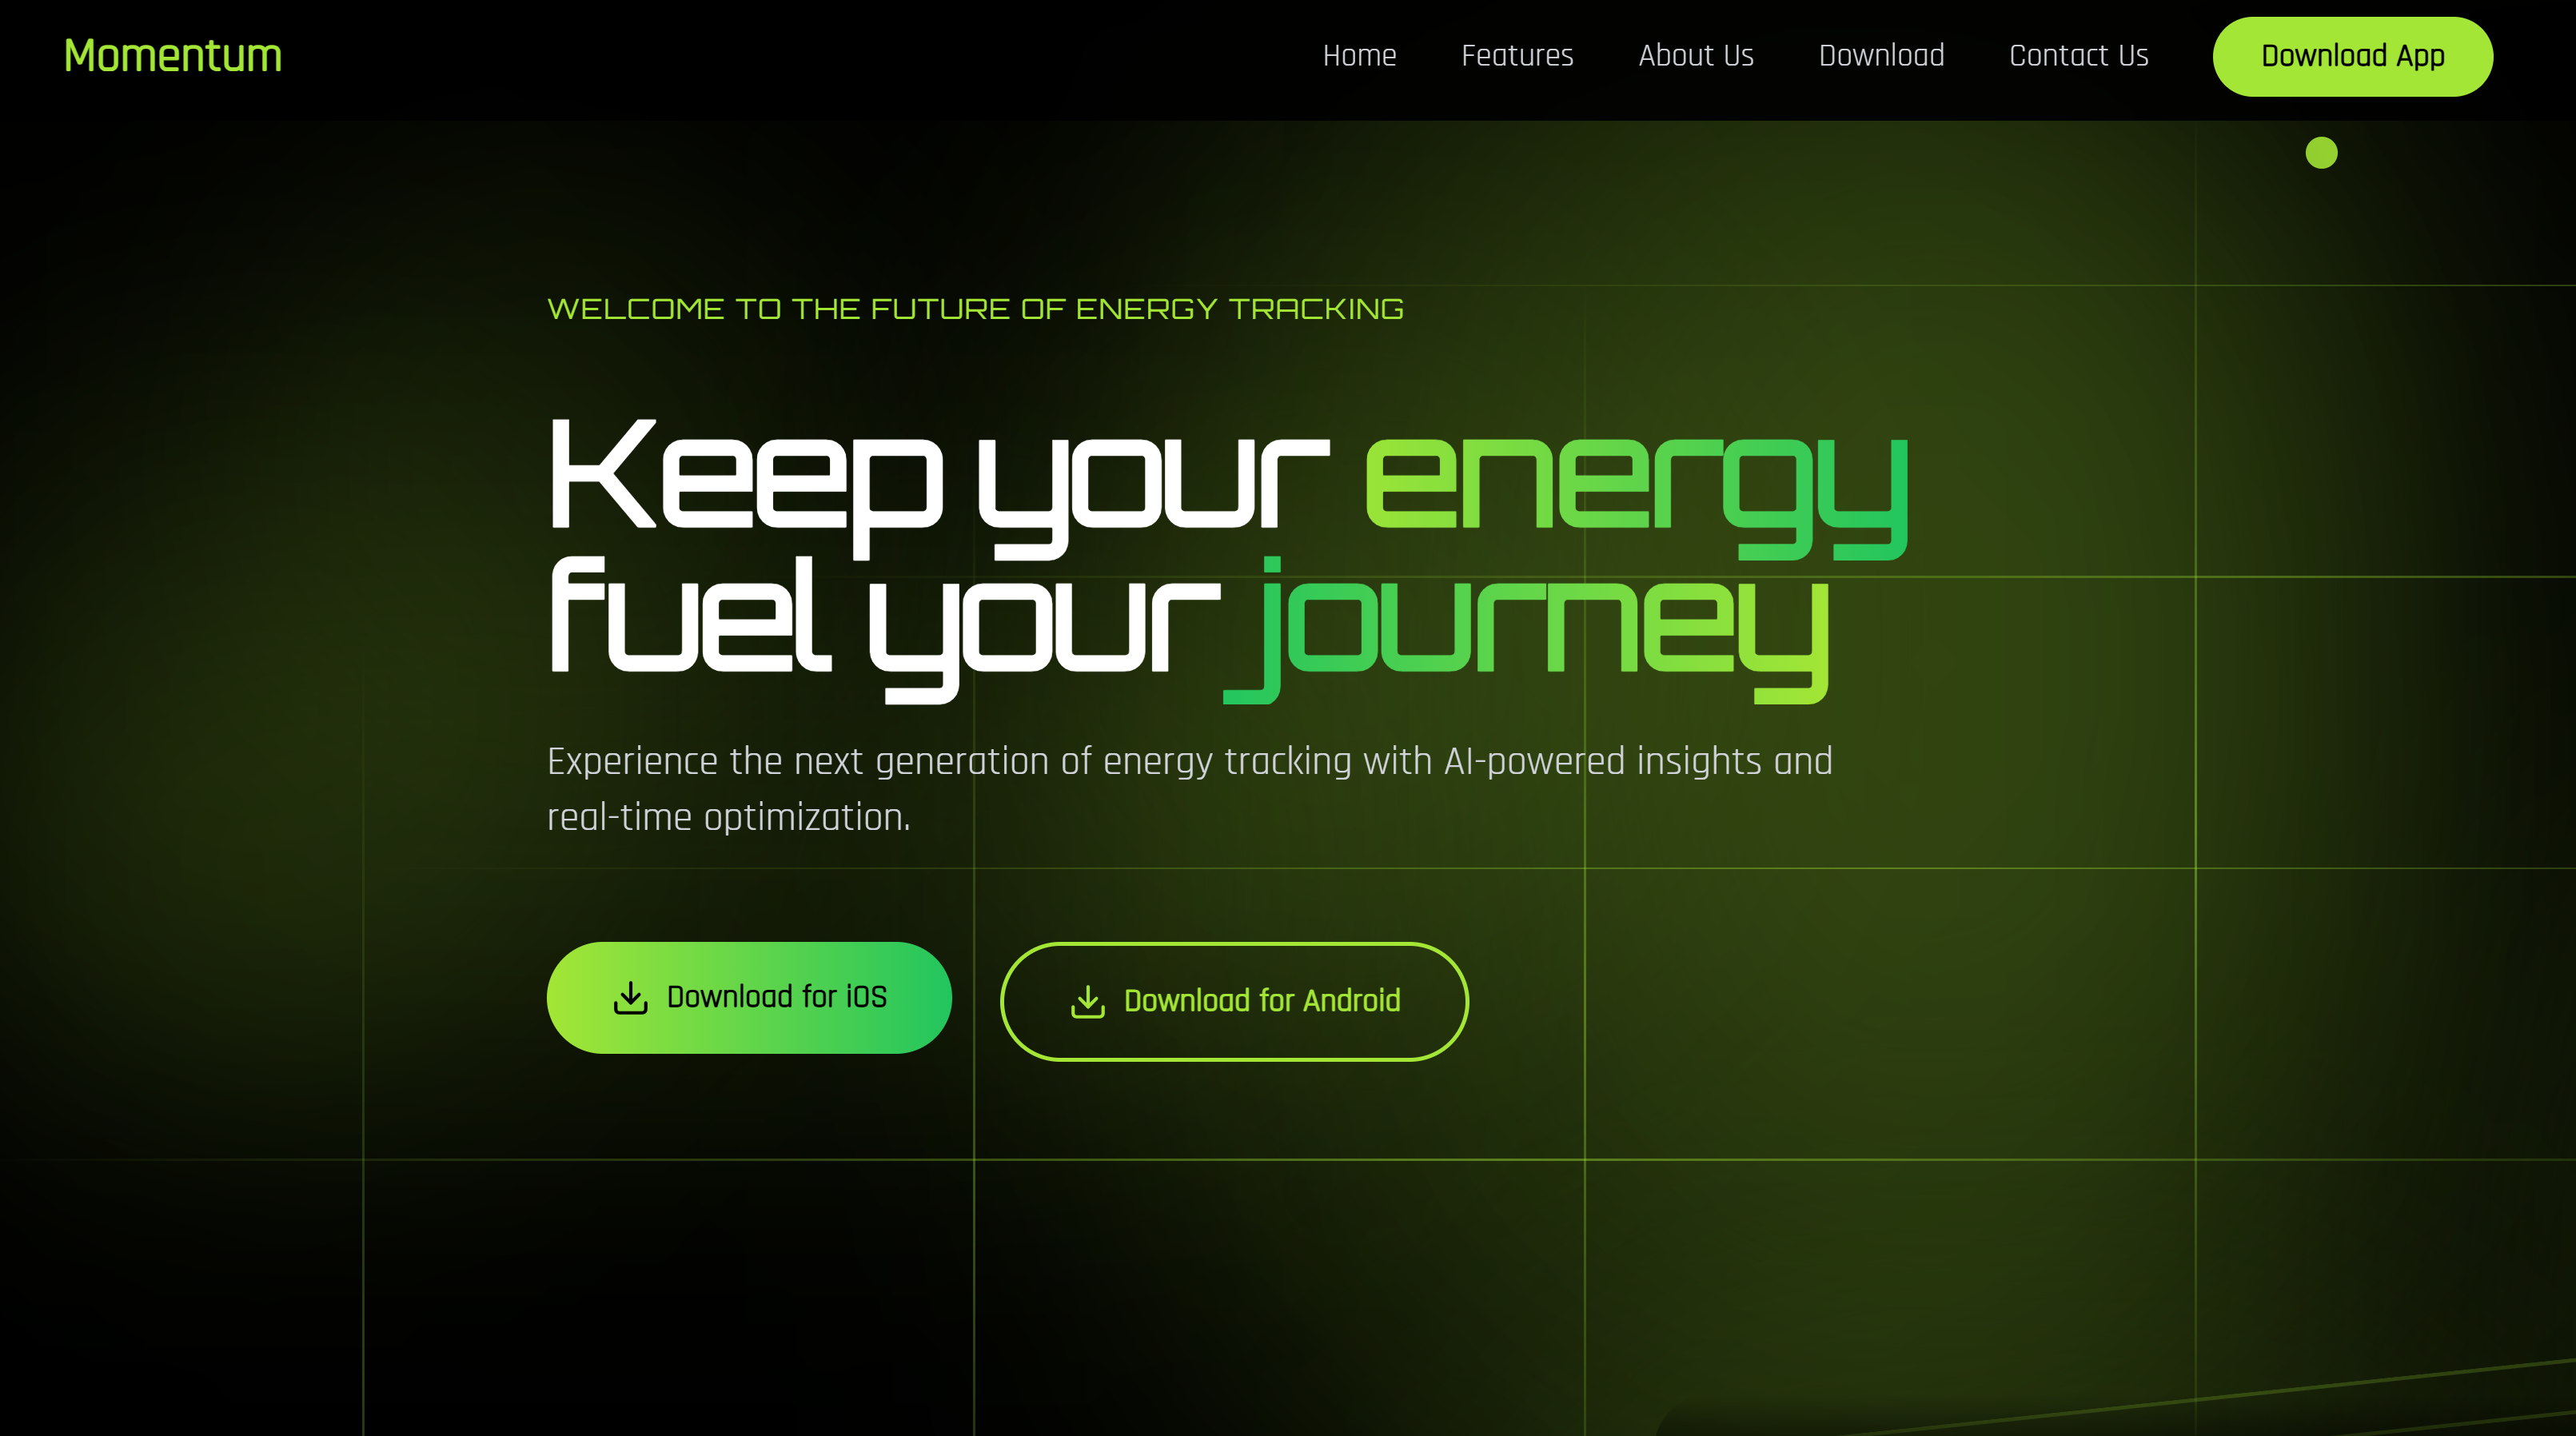 Momentum
Home
Features
About Us
Download
Contact Us
Download App
WELCOME TO THE FUTURE OF ENERGY TRACKING
Keep your energy
fuel your journey
Experience the next generation of energy tracking with AI-powered insights and
real-time optimization.
Download for iOS
Download for Android